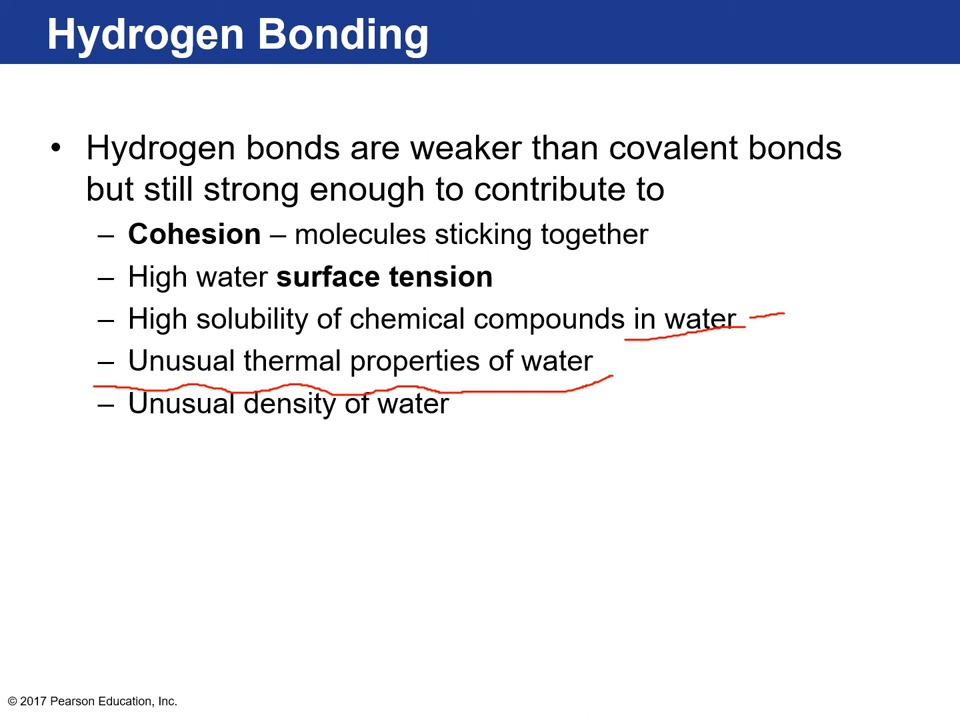 Hydrogen Bonding
• Hydrogen bonds are weaker than covalent bonds
but still strong enough to contribute to
– Cohesion – molecules sticking together
– High water surface tension
– High solubility of chemical compounds in water
– Unusual thermal properties of water
– Unusual density of water
© 2017 Pearson Education, Inc.